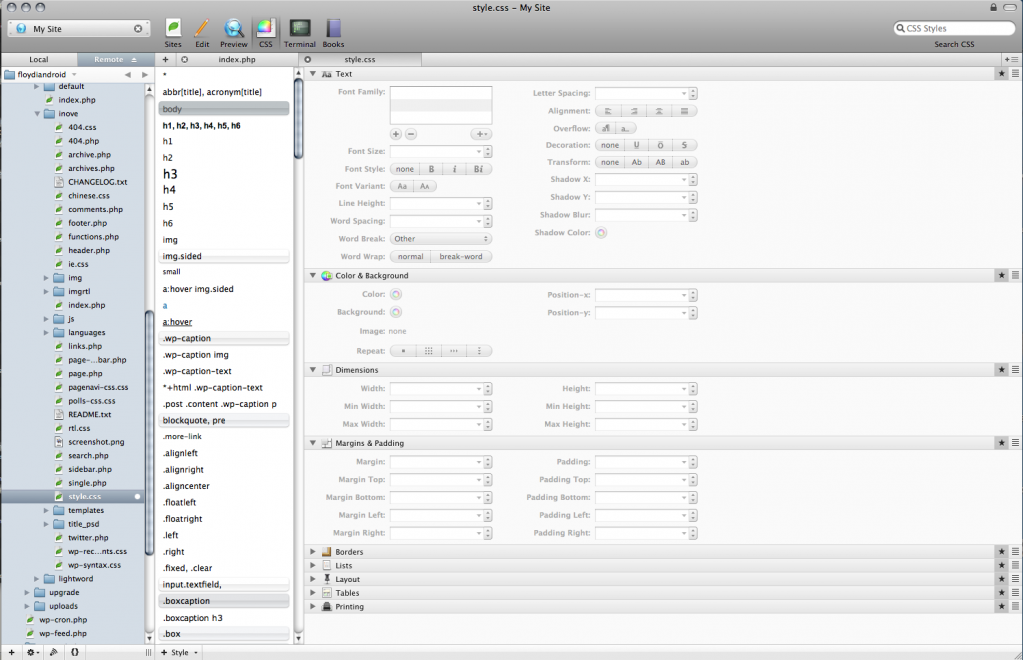 style.css – My Site
My Site
Sites
Edit
Preview
CSS
Terminal
Books
CSS Styles
Search CSS
Local
Remote
index.php
style.css
floydiandroid
default
index.php
inove
404.css
404.php
archive.php
archives.php
CHANGELOG.txt
chinese.css
comments.php
footer.php
functions.php
header.php
ie.css
img
imgrtl
index.php
js
languages
links.php
page-...bar.php
page.php
pagenavi-css.css
polls-css.css
README.txt
rtl.css
screenshot.png
search.php
sidebar.php
single.php
style.css
templates
title_psd
twitter.php
wp-rec...nts.css
wp-syntax.css
lightword
upgrade
uploads
wp-cron.php
wp-feed.php
*
abbr[title], acronym[title]
body
h1, h2, h3, h4, h5, h6
h1
h2
h3
h4
h5
h6
img
img.sided
small
a:hover img.sided
a
a:hover
.wp-caption
.wp-caption img
.wp-caption-text
*+html .wp-caption-text
.post .content .wp-caption p
blockquote, pre
.more-link
.alignleft
.alignright
.aligncenter
.floatleft
.floatright
.left
.right
.fixed, .clear
input.textfield,
.boxcaption
.boxcaption h3
.box
+ Style
Aa Text
Font Family:
Font Size:
Font Style: none B i Bi
Font Variant: Aa AA
Line Height:
Word Spacing:
Word Break: Other
Word Wrap: normal break-word
Letter Spacing:
Alignment:
Overflow:
Decoration: none U O S
Transform: none Ab AB ab
Shadow X:
Shadow Y:
Shadow Blur:
Shadow Color:
Color & Background
Color:
Background:
Image: none
Repeat:
Position-x:
Position-y:
Dimensions
Width:
Min Width:
Max Width:
Height:
Min Height:
Max Height:
Margins & Padding
Margin:
Margin Top:
Margin Bottom:
Margin Left:
Margin Right:
Padding:
Padding Top:
Padding Bottom:
Padding Left:
Padding Right:
Borders
Lists
Layout
Tables
Printing